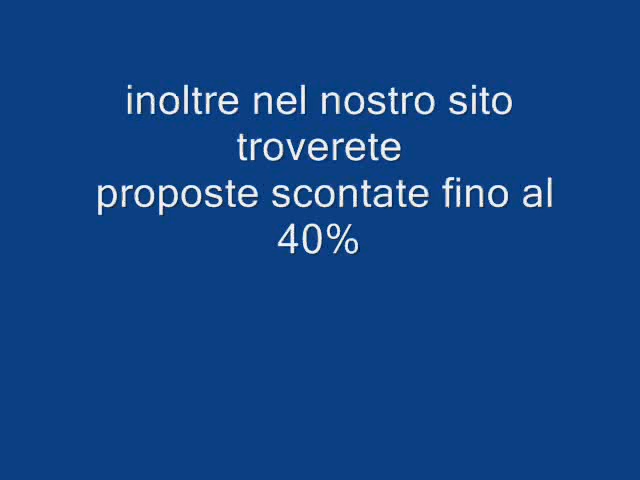 inoltre nel nostro sito
troverete
proposte scontate fino al
40%